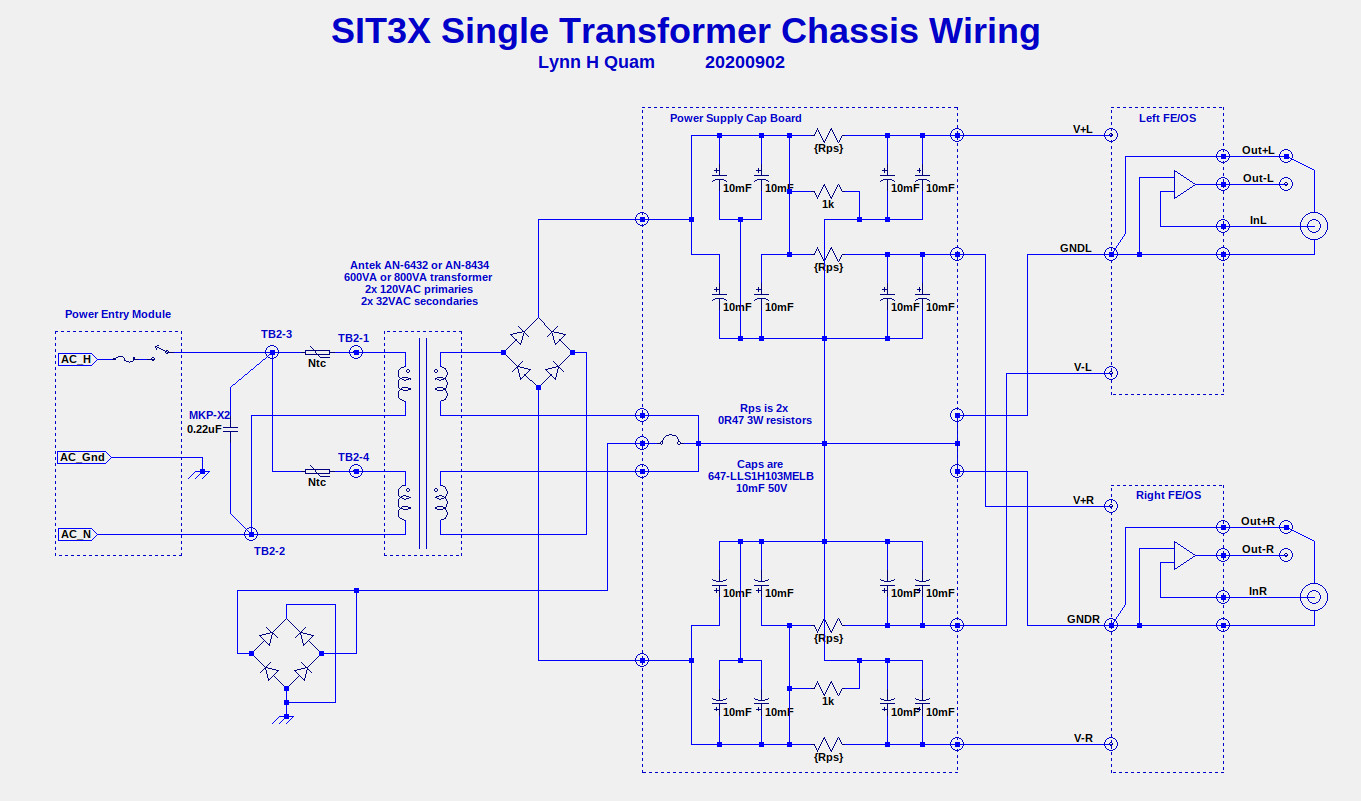 SIT3X Single Transformer Chassis Wiring
Lynn H Quam 20200902
Power Supply Cap Board
Left FE/OS
V+L
{Rps}
Out+L
10mF 10mF 10mF 10mF
Out-L
1k
InL
GNDL
{Rps}
Antek AN-6432 or AN-8434
600VA or 800VA transformer
2x 120VAC primaries
2x 32VAC secondaries
10mF 10mF 10mF 10mF
Power Entry Module
TB2-3
TB2-1
AC_H
Ntc
V-L
MKP-X2
0.22uF
Rps is 2x
0R47 3W resistors
AC_Gnd
TB2-4
Ntc
Caps are
647-LLS1H103MELB
10mF 50V
V+R
Right FE/OS
AC_N
TB2-2
Out+R
Out-R
10mF 10mF 10mF 10mF
InR
GNDR
{Rps}
1k
10mF 10mF 10mF 10mF
V-R
{Rps}